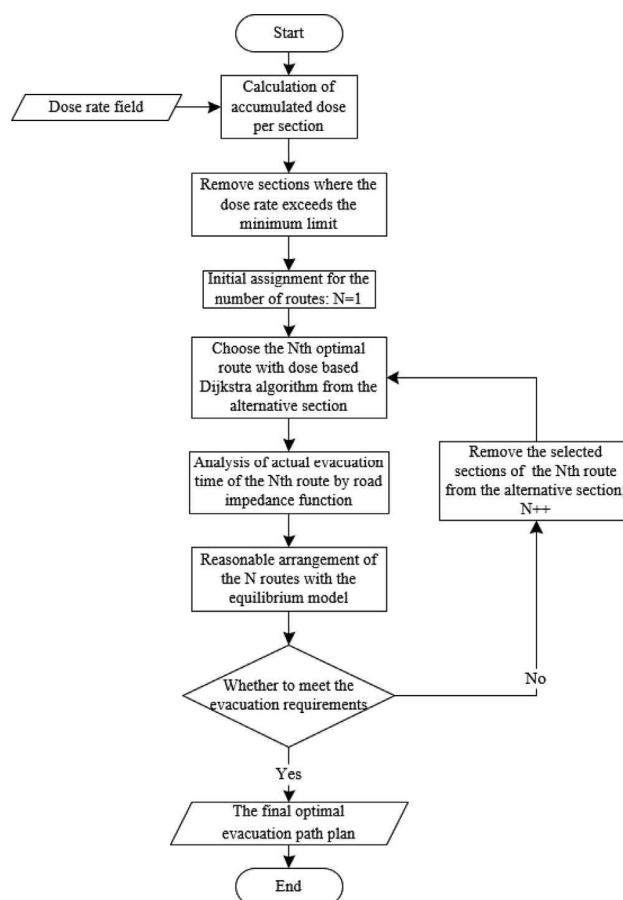 Start
Calculation of
accumulated dose
per section
Dose rate field
Remove sections where the
dose rate exceeds the
minimum limit
Initial assignment for the
number of routes: N=1
Choose the Nth optimal
route with dose based
Dijkstra algorithm from the
alternative section
Analysis of actual evacuation
time of the Nth route by road
impedance function
Remove the selected
sections of the Nth route
from the alternative section;
N++
Reasonable arrangement of
the N routes with the
equilibrium model
Whether to meet the
evacuation requirements
No
Yes
The final optimal
evacuation path plan
End